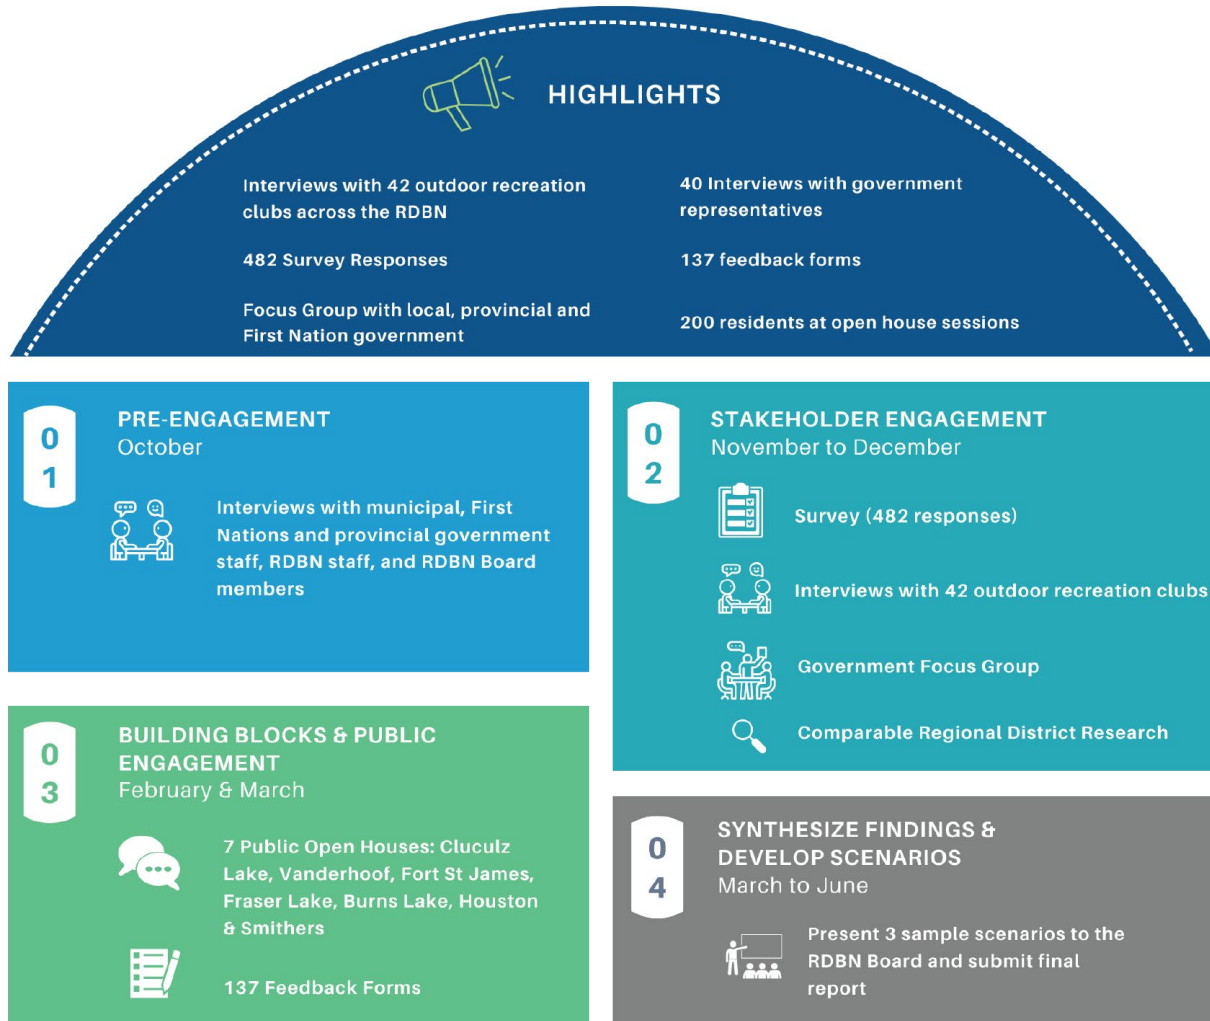 HIGHLIGHTS
Interviews with 42 outdoor recreation
clubs across the RDBN
482 Survey Responses
Focus Group with local, provincial and
First Nation government
40 Interviews with government
representatives
137 feedback forms
200 residents at open house sessions
0
1
PRE-ENGAGEMENT
October
Interviews with municipal, First
Nations and provincial government
staff, RDBN staff, and RDBN Board
members
0
2
STAKEHOLDER ENGAGEMENT
November to December
Survey (482 responses)
Interviews with 42 outdoor recreation clubs
Government Focus Group
Comparable Regional District Research
0
3
BUILDING BLOCKS & PUBLIC
ENGAGEMENT
February & March
7 Public Open Houses: Cluculz
Lake, Vanderhoof, Fort St James,
Fraser Lake, Burns Lake, Houston
& Smithers
137 Feedback Forms
0
4
SYNTHESIZE FINDINGS &
DEVELOP SCENARIOS
March to June
Present 3 sample scenarios to the
RDBN Board and submit final
report